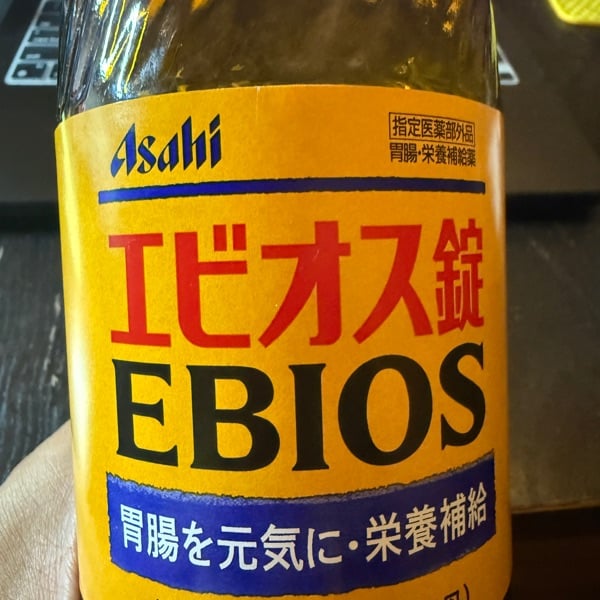 Asahi
指定医薬部外品
胃腸・栄養補給薬
エビオス錠
EBIOS
胃腸を元気に・栄養補給